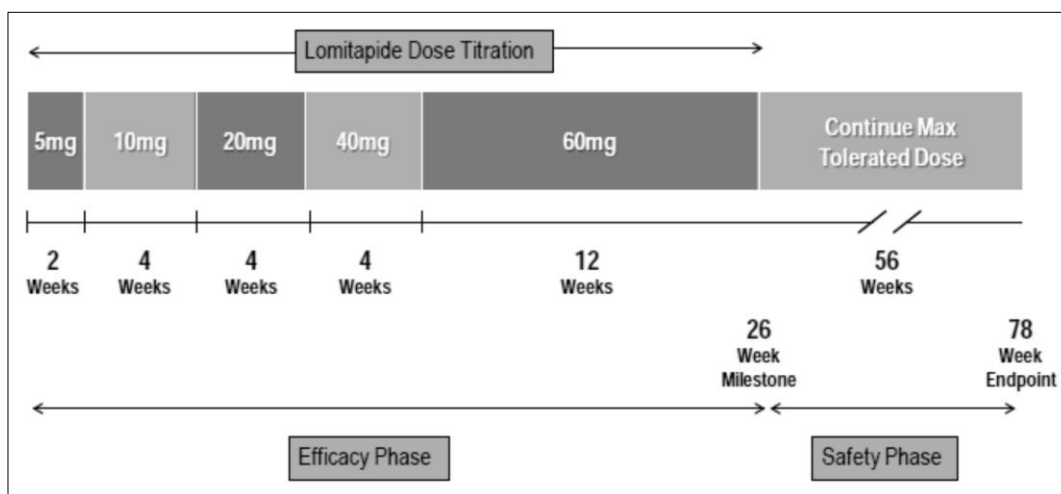 Lomitapide Dose Titration
5mg
10mg
20mg
40mg
60mg
Continue Max
Tolerated Dose
2
Weeks
4
Weeks
4
Weeks
4
Weeks
12
Weeks
56
Weeks
26
Week
Milestone
78
Week
Endpoint
Efficacy Phase
Safety Phase